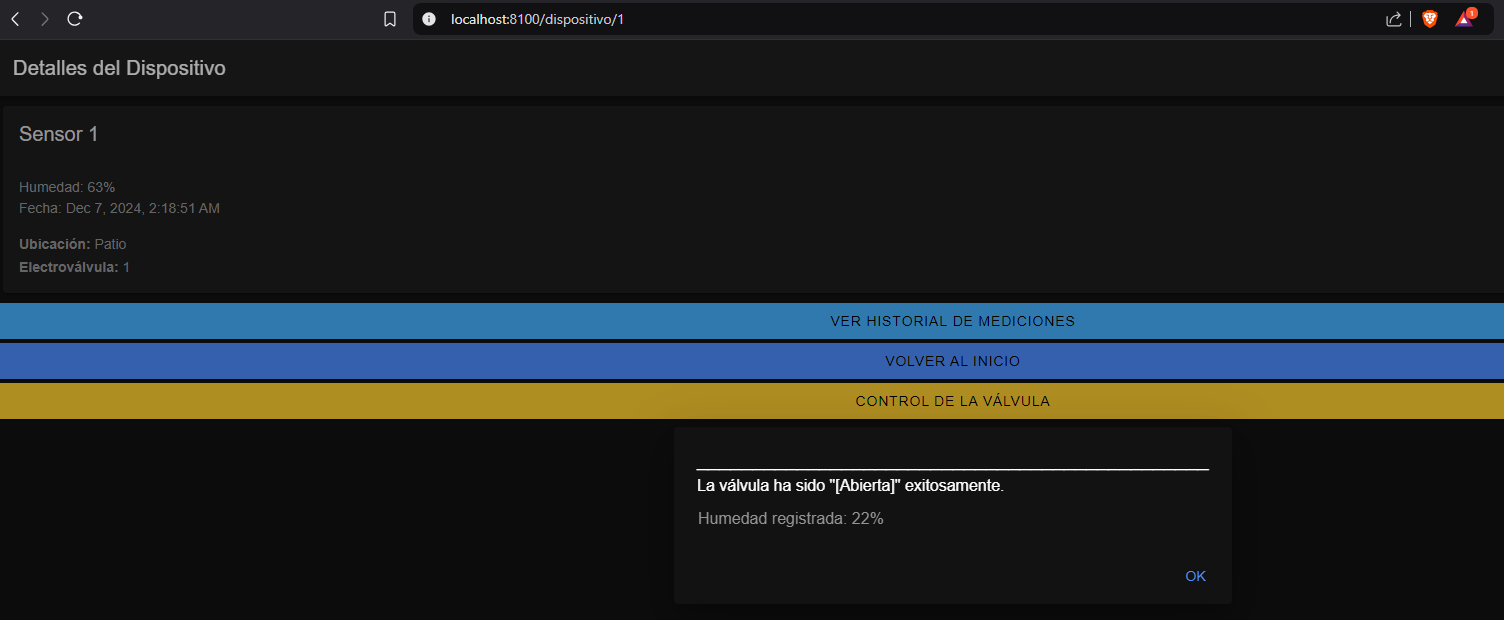 localhost:8100/dispositivo/1
1
Detalles del Dispositivo
Sensor 1
Humedad: 63%
Fecha: Dec 7, 2024, 2:18:51 AM
Ubicación: Patio
Electroválvula: 1
VER HISTORIAL DE MEDICIONES
VOLVER AL INICIO
CONTROL DE LA VÁLVULA
La válvula ha sido "[Abierta]" exitosamente.
Humedad registrada: 22%
OK